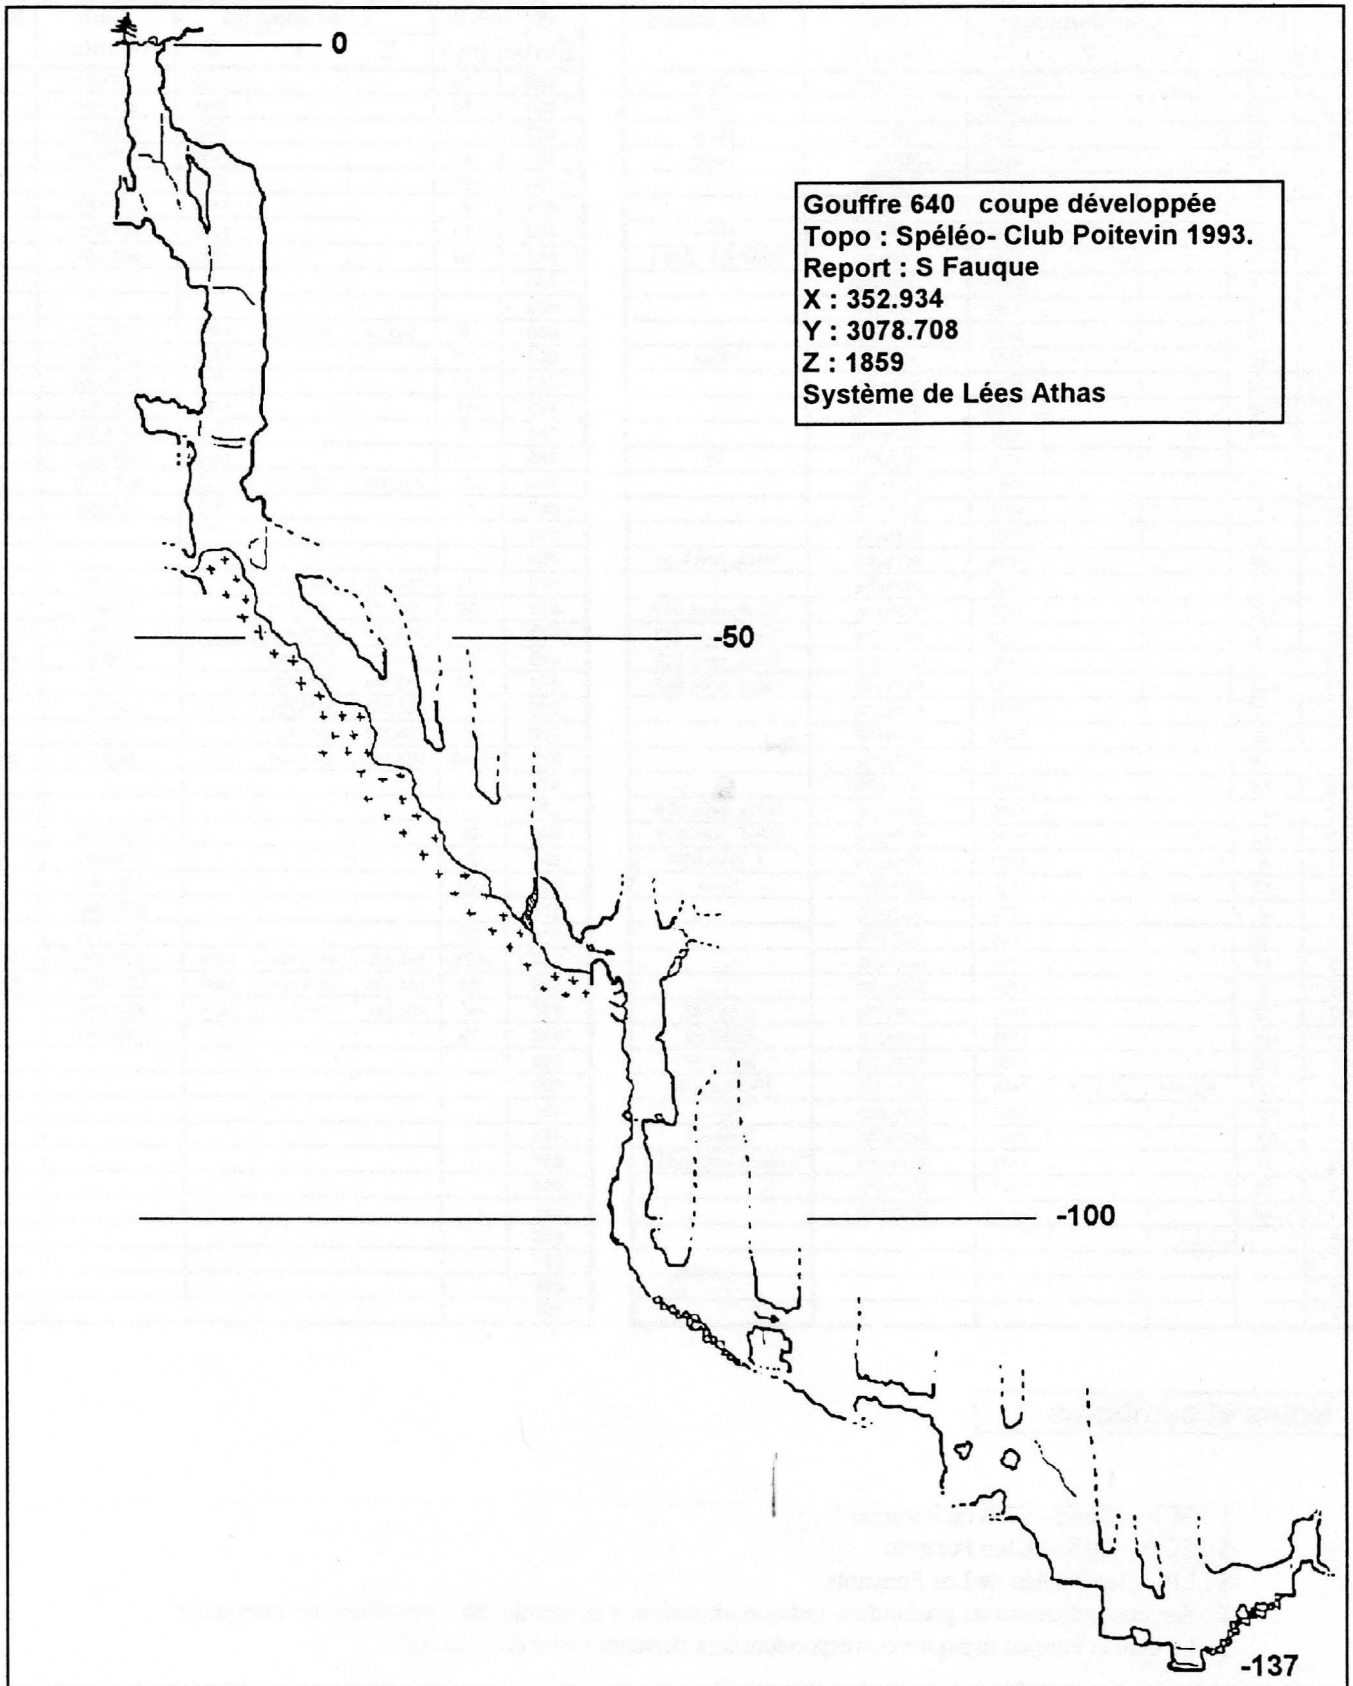 0
Gouffre 640 coupe développée
Topo : Spéléo- Club Poitevin 1993.
Report : S Fauque
X : 352.934
Y : 3078.708
Z : 1859
Système de Lées Athas
-50
-100
-137